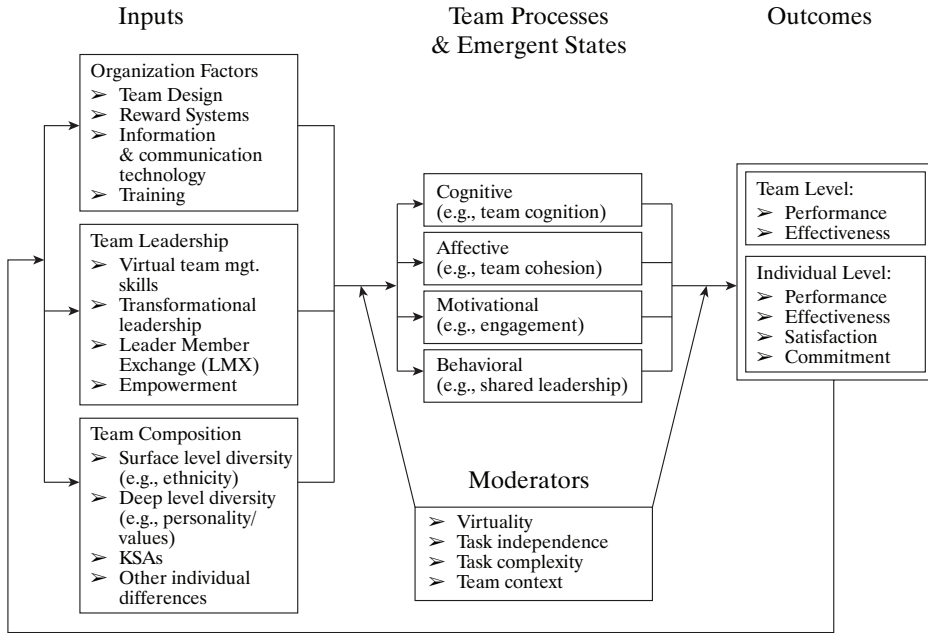 Inputs
Team Processes
& Emergent States
Outcomes
Organization Factors
➢ Team Design
➢ Reward Systems
➢ Information
& communication
technology
➢ Training
Team Leadership
➢ Virtual team mgt.
skills
➢ Transformational
leadership
➢ Leader Member
Exchange (LMX)
➢ Empowerment
Team Composition
➢ Surface level diversity
(e.g., ethnicity)
➢ Deep level diversity
(e.g., personality/
values)
➢ KSAs
➢ Other individual
differences
Cognitive
(e.g., team cognition)
Affective
(e.g., team cohesion)
Motivational
(e.g., engagement)
Behavioral
(e.g., shared leadership)
Moderators
➢ Virtuality
➢ Task independence
➢ Task complexity
➢ Team context
Team Level:
➢ Performance
➢ Effectiveness
Individual Level:
➢ Performance
➢ Effectiveness
➢ Satisfaction
➢ Commitment